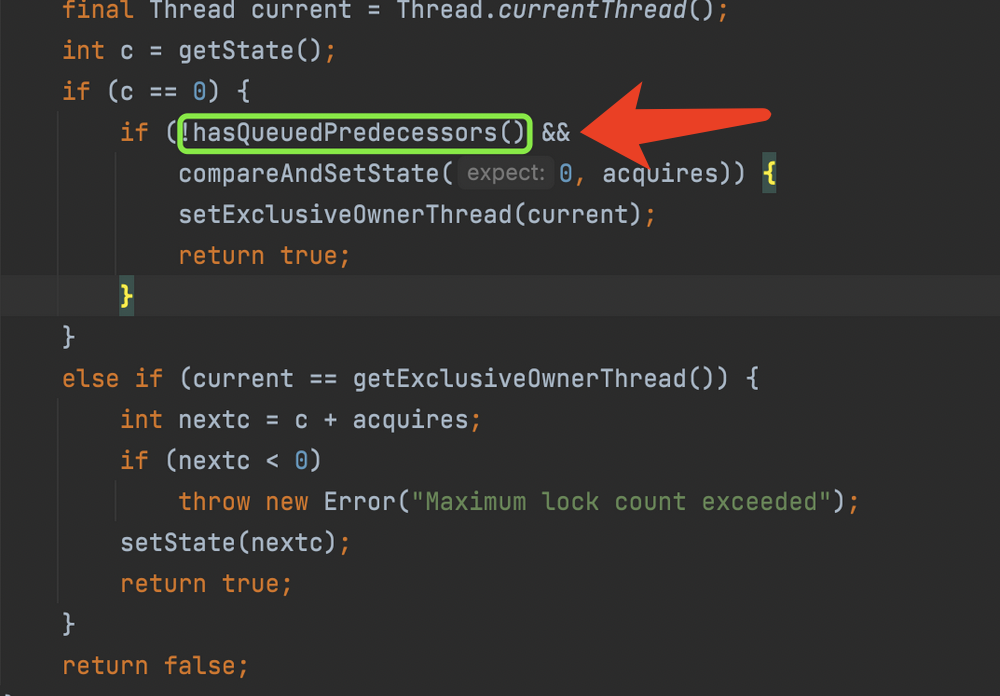 final Thread current = Thread.currentThread();
int c = getState();
if (c == 0) {
if (!hasQueuedPredecessors() &&
compareAndSetState( expect: 0, acquires)) {
setExclusiveOwnerThread(current);
return true;
}
}
else if (current == getExclusiveOwnerThread()) {
int nextc = c + acquires;
if (nextc < 0)
throw new Error("Maximum lock count exceeded");
setState(nextc);
return true;
}
return false;